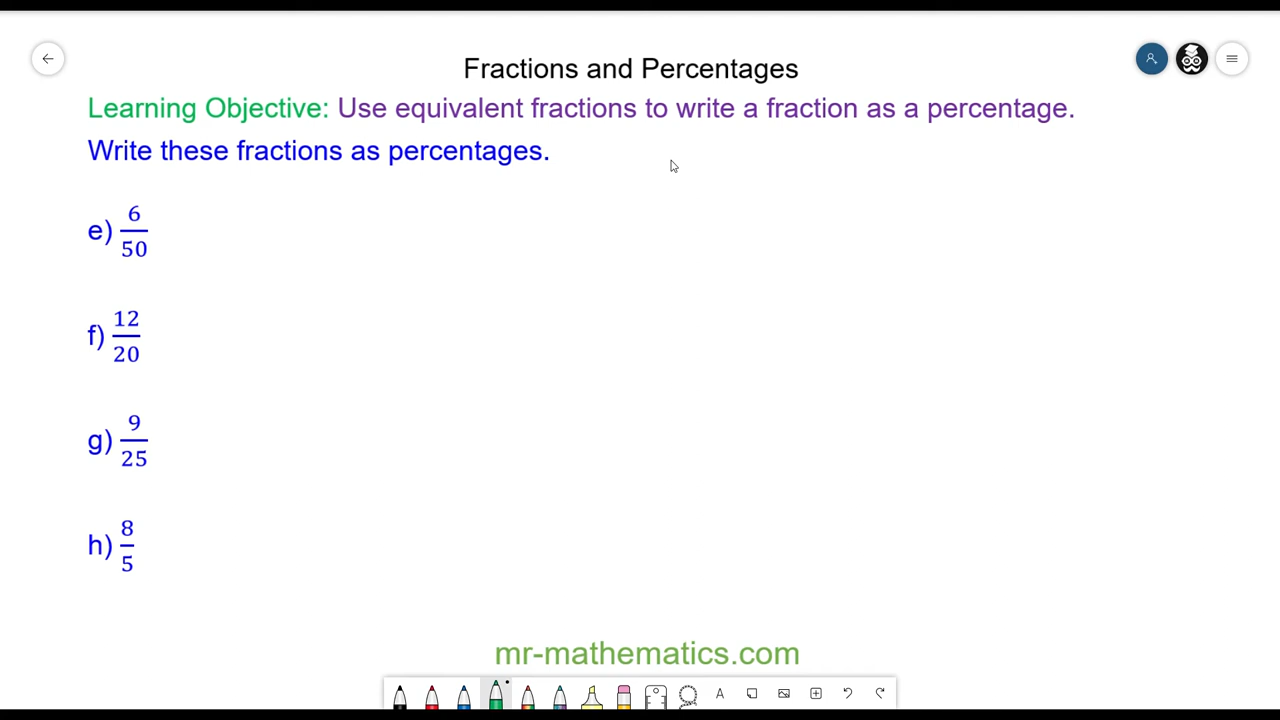 Fractions and Percentages
Learning Objective: Use equivalent fractions to write a fraction as a percentage.
Write these fractions as percentages.
e) 6/50
f) 12/20
g) 9/25
h) 8/5
mr-mathematics.com
A